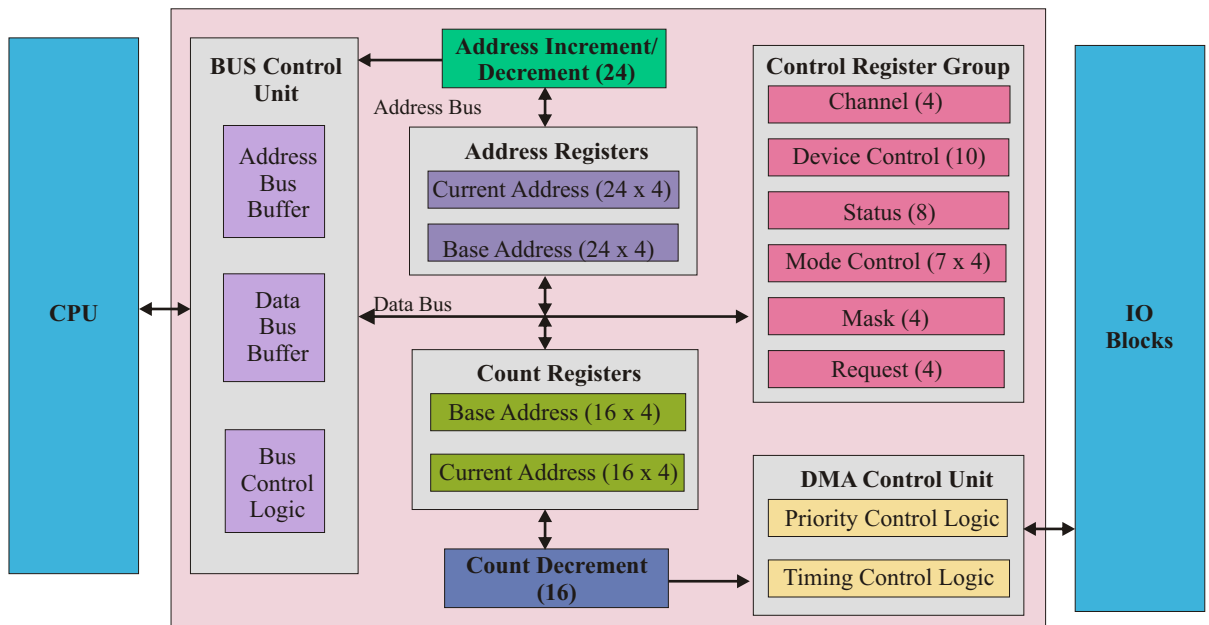 CPU
BUS Control
Unit
Address
Bus
Buffer
Data
Bus
Buffer
Bus
Control
Logic
Address Increment/
Decrement (24)
Address Bus
Address Registers
Current Address (24 x 4)
Base Address (24 x 4)
Data Bus
Count Registers
Base Address (16 x 4)
Current Address (16 x 4)
Count Decrement
(16)
Control Register Group
Channel (4)
Device Control (10)
Status (8)
Mode Control (7 x 4)
Mask (4)
Request (4)
DMA Control Unit
Priority Control Logic
Timing Control Logic
IO
Blocks